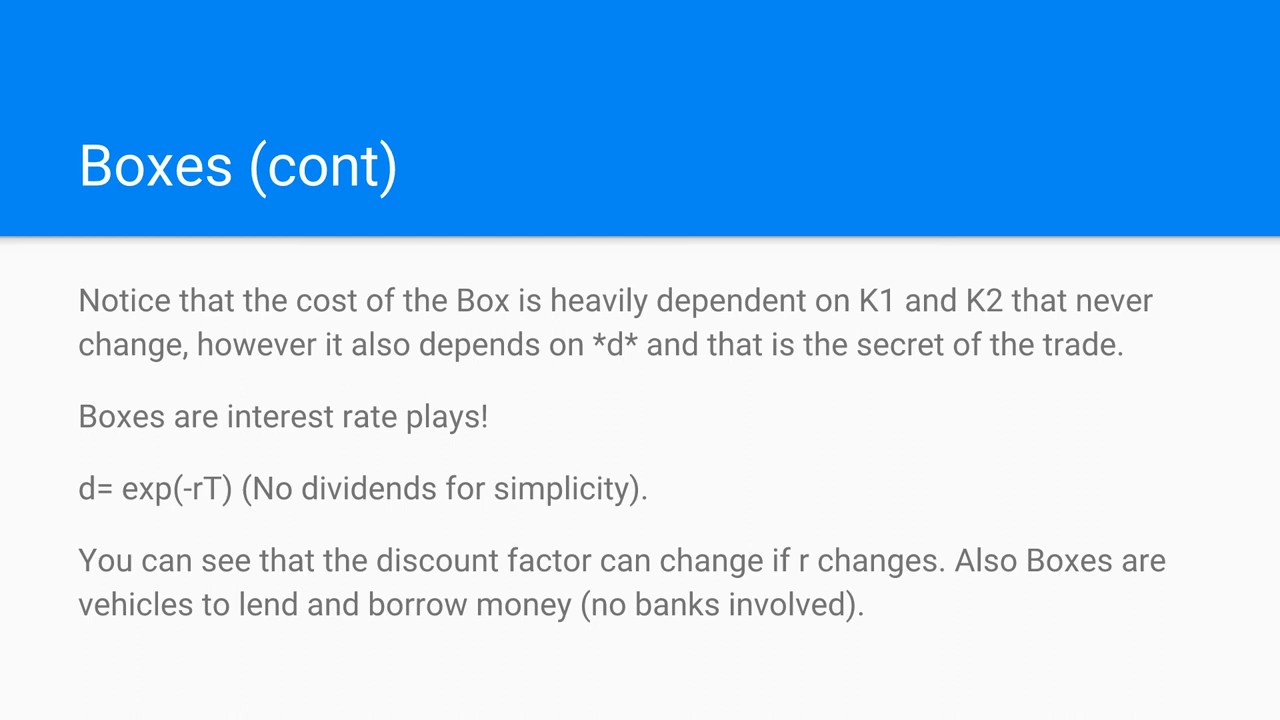 Boxes (cont)
Notice that the cost of the Box is heavily dependent on K1 and K2 that never
change, however it also depends on *d* and that is the secret of the trade.
Boxes are interest rate plays!
d= exp(-rT) (No dividends for simplicity).
You can see that the discount factor can change if r changes. Also Boxes are
vehicles to lend and borrow money (no banks involved).